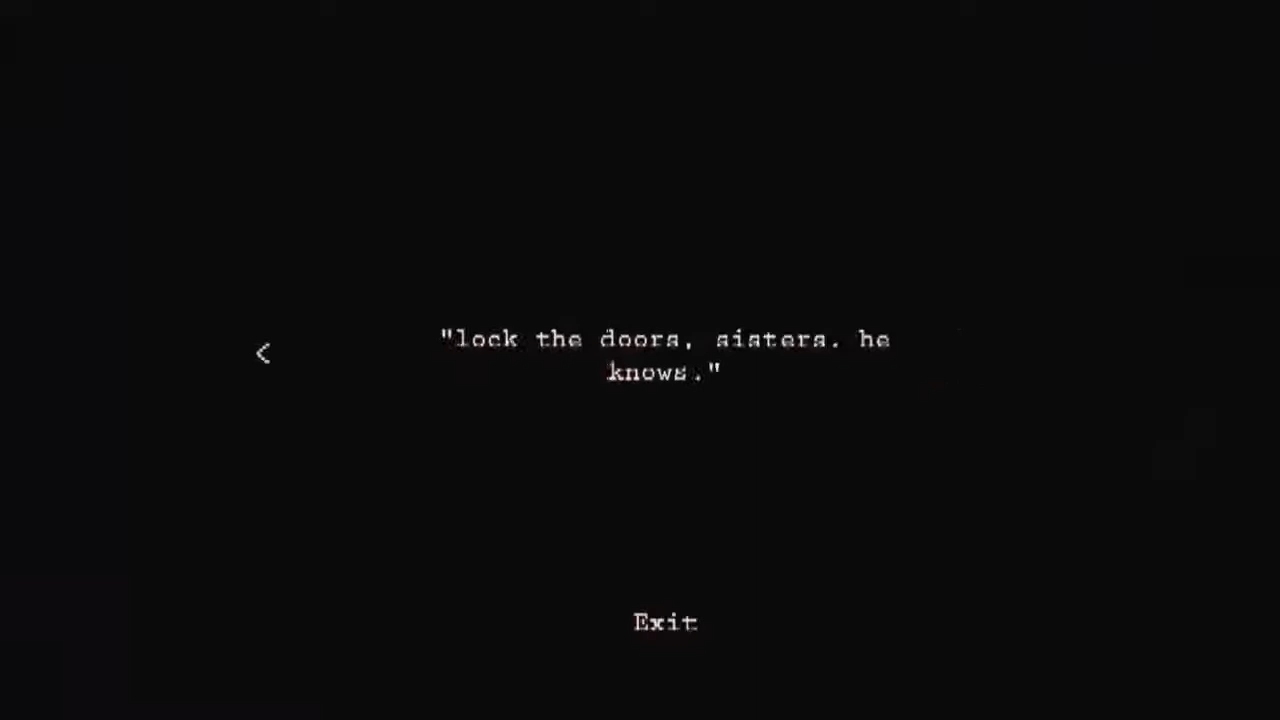 <
"lock the doors, sisters. he
knows."
Exit